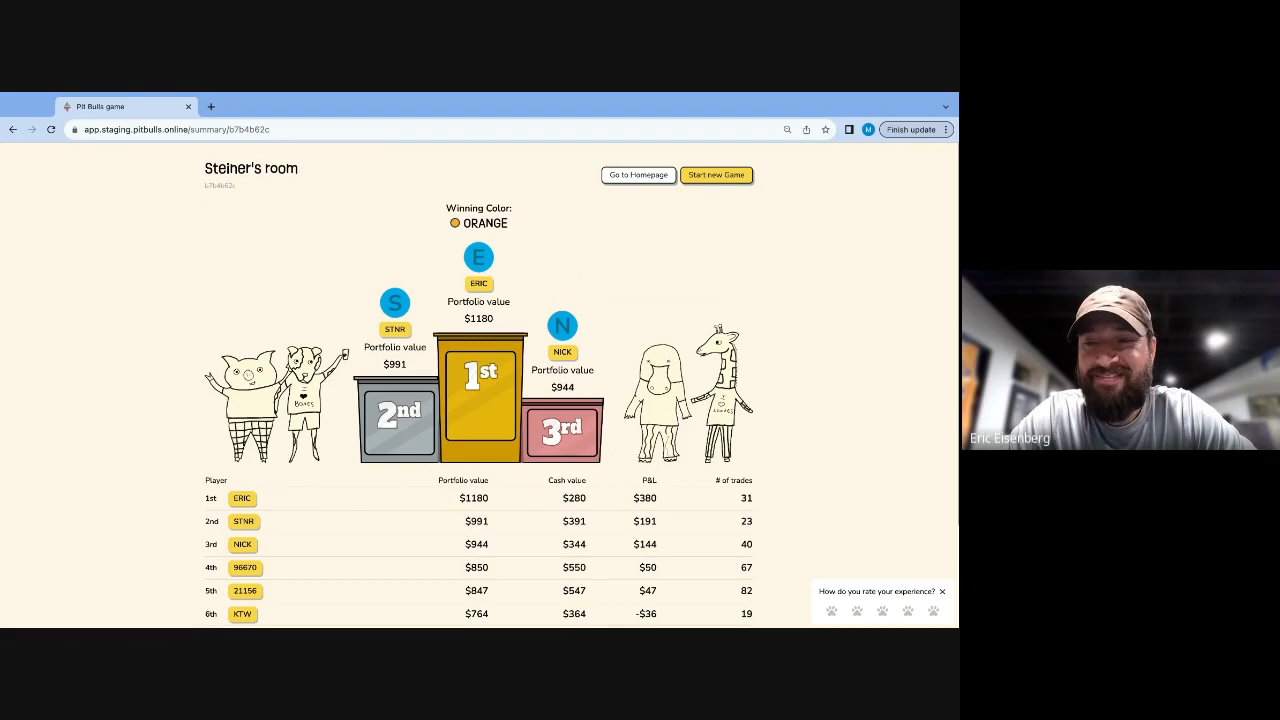 Pit Bulls game
app.staging.pitbulls.online/summary/b7b4b62c
M
Finish update
Steiner's room
b7b4b62c
Go to Homepage
Start new Game
Winning Color:
ORANGE
E
ERIC
Portfolio value
$1180
S
STNR
Portfolio value
$991
N
NICK
Portfolio value
$944
1st
2nd
3rd
I
BONES
I
LEAVES
Player Portfolio value Cash value P&L # of trades
1st ERIC $1180 $280 $380 31
2nd STNR $991 $391 $191 23
3rd NICK $944 $344 $144 40
4th 96670 $850 $550 $50 67
5th 21156 $847 $547 $47 82
6th KTW $764 $364 -$36 19
How do you rate your experience?
Eric Eisenberg